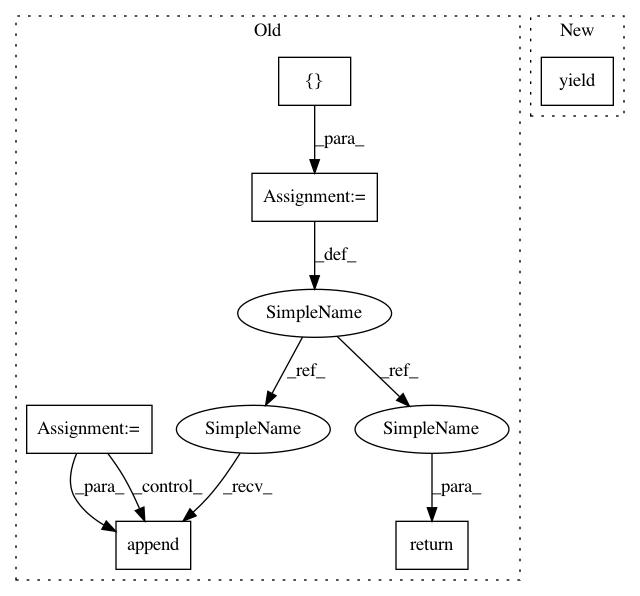 Old
New
{}
yield
_para_
Assignment:=
_def_
SimpleName
_ref_
_ref_
Assignment:=
SimpleName
SimpleName
_para_
_control_
_recv_
_para_
append
return